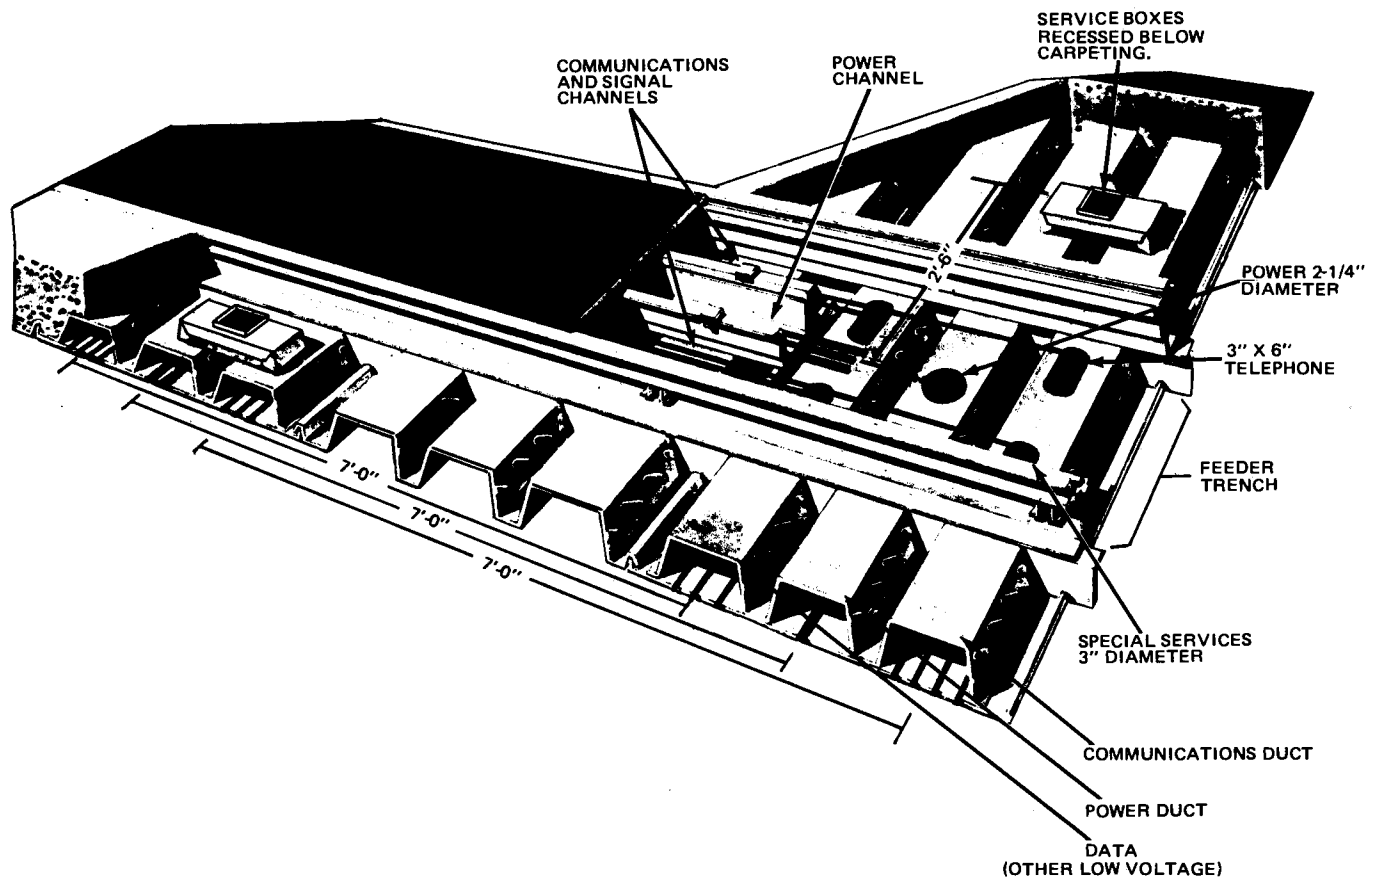 SERVICE BOXES
RECESSED BELOW
CARPETING.
COMMUNICATIONS
AND SIGNAL
CHANNELS
POWER
CHANNEL
2-6"
POWER 2-1/4"
DIAMETER
3" X 6"
TELEPHONE
FEEDER
TRENCH
7'-0"
7'-0"
7'-0"
SPECIAL SERVICES
3" DIAMETER
COMMUNICATIONS DUCT
POWER DUCT
DATA
(OTHER LOW VOLTAGE)